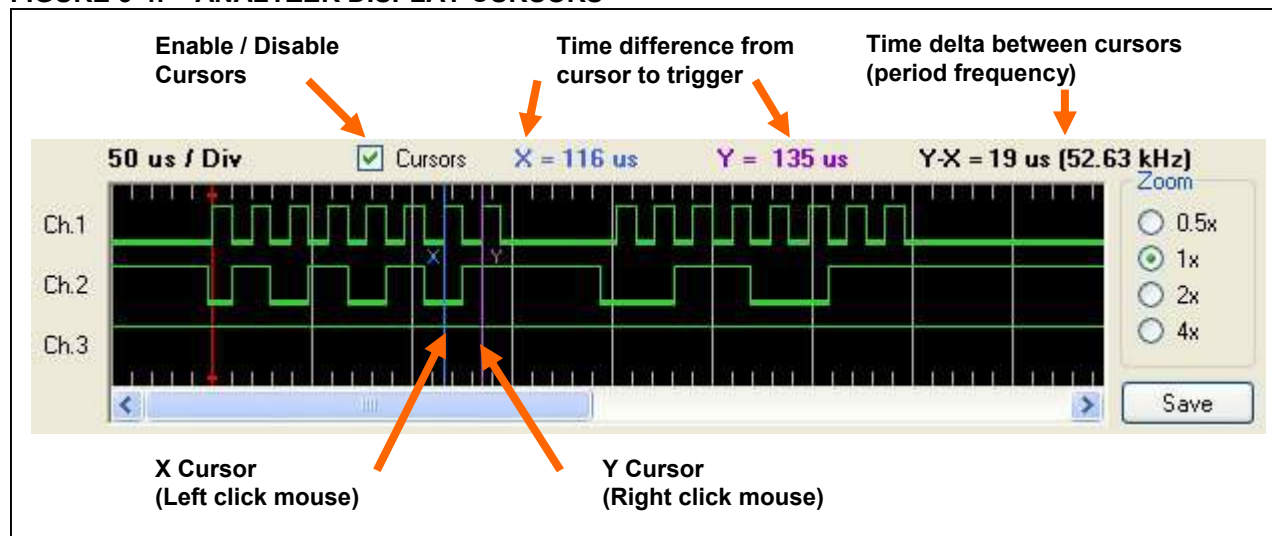 Enable / Disable
Cursors
Time difference from
cursor to trigger
Time delta between cursors
(period frequency)
50 us / Div
Cursors
X = 116 us
Y = 135 us
Y-X = 19 us (52.63 kHz)
Zoom
Ch.1
0.5x
X
Y
1x
Ch.2
2x
Ch.3
4x
Save
X Cursor
(Left click mouse)
Y Cursor
(Right click mouse)